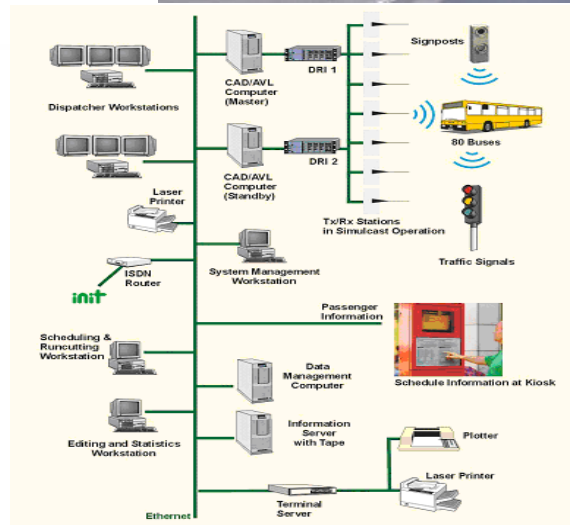 Signposts
DRI 1
CAD/AVL
Computer
(Master)
Dispatcher Workstations
80 Buses
DRI 2
CAD/AVL
Computer
(Standby)
Laser
Printer
Tx/Rx Stations
in Simulcast Operation
Traffic Signals
System Management
Workstation
ISDN
Router
init
Passenger
Information
Scheduling &
Runcutting
Workstation
Data
Management
Computer
Schedule Information at Kiosk
Information
Server
with Tape
Editing and Statistics
Workstation
Plotter
Laser Printer
Terminal
Server
Ethernet